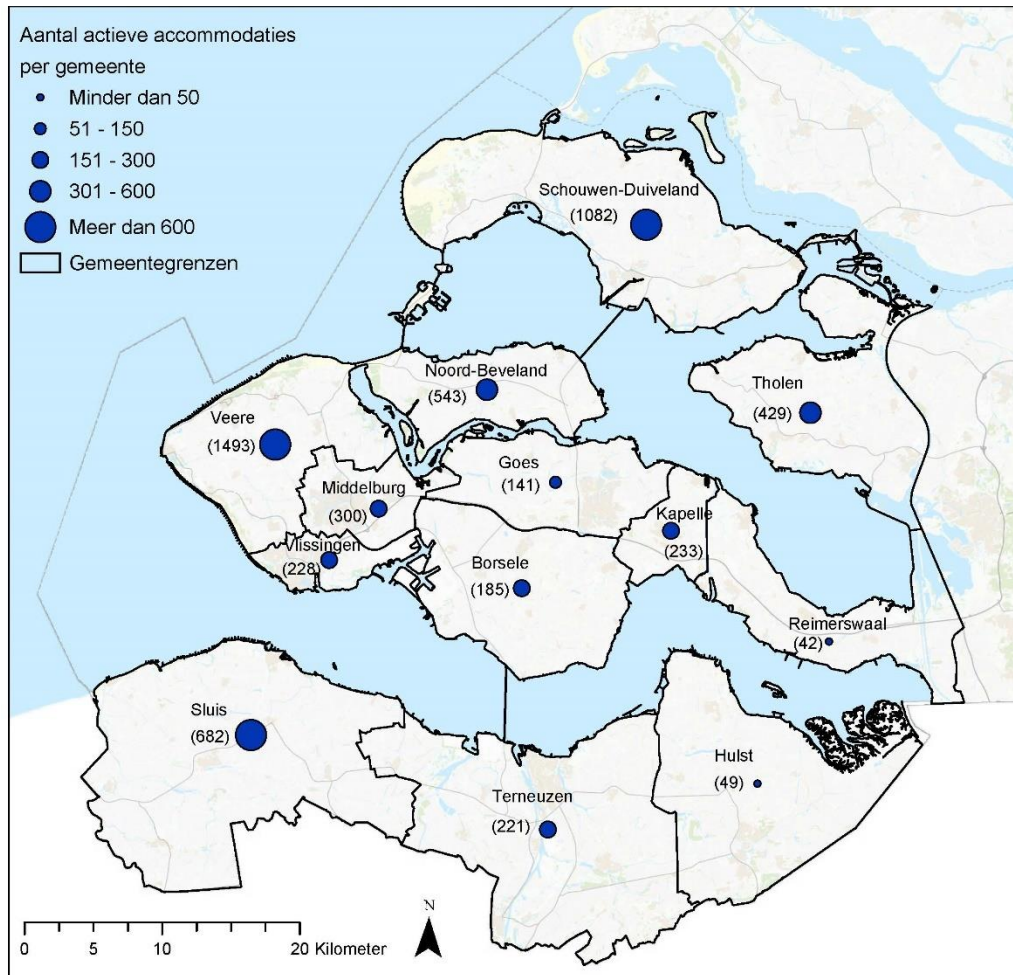 Aantal actieve accommodaties
per gemeente
Minder dan 50
51 - 150
151 - 300
301 - 600
Meer dan 600
Gemeentegrenzen
Schouwen-Duiveland
(1082)
Noord-Beveland
(543)
Tholen
(429)
Veere
(1493)
Goes
(141)
Middelburg
(300)
Kapelle
(233)
Vlissingen
(228)
Borsele
(185)
Reimerswaal
(42)
Sluis
(682)
Hulst
(49)
Terneuzen
(221)
N
0 5 10 20 Kilometer